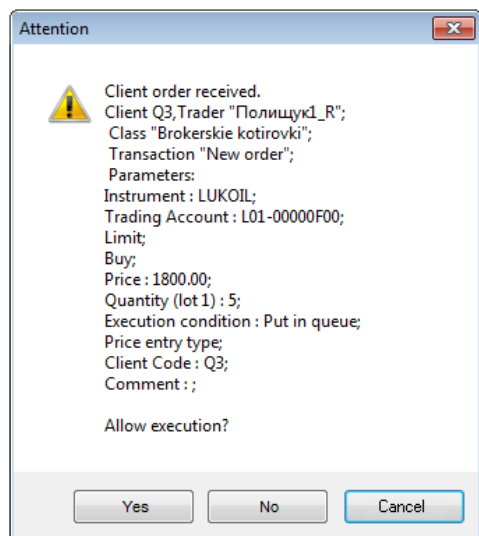 Attention
Client order received.
Client Q3,Trader "Полищук1_R";
Class "Brokerskie kotirovki";
Transaction "New order";
Parameters:
Instrument : LUKOIL;
Trading Account : L01-00000F00;
Limit;
Buy;
Price : 1800.00;
Quantity (lot 1) : 5;
Execution condition : Put in queue;
Price entry type;
Client Code : Q3;
Comment : ;
Allow execution?
Yes No Cancel